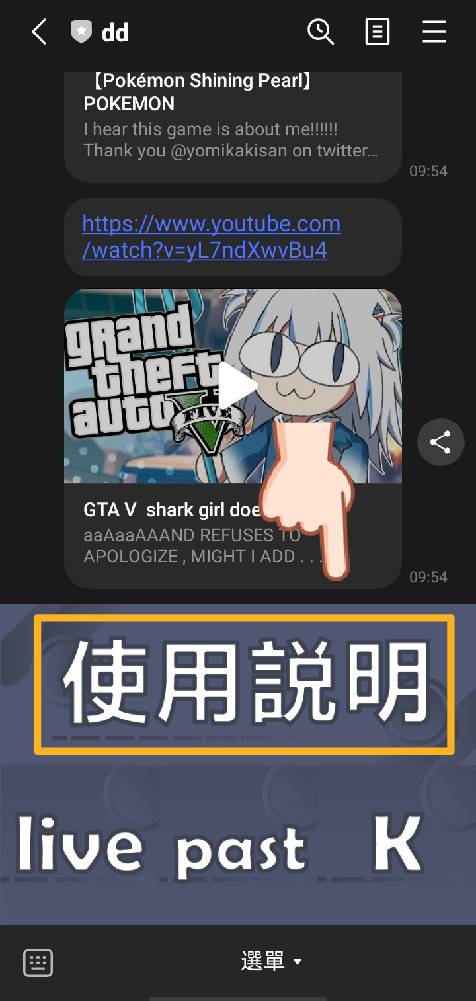 dd
【Pokémon Shining Pearl】
POKEMON
I hear this game is about me!!!!!!
Thank you @yomikakisan on twitter...
09:54
https://www.youtube.com
/watch?v=yL7ndXwvBu4
grand
theft
auto
V
FIVE
GTA V shark girl doe
aaAaaAAAND REFUSES TO
APOLOGIZE , MIGHT I ADD . . .
09:54
使用説明
live past K
選單